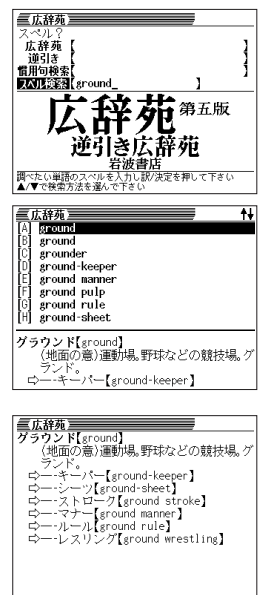 広辞苑
スペル？
広辞苑【 】
逆引き【 】
慣用句検索【 】
スペル検索【ground_ 】
広辞苑 第五版
逆引き広辞苑
岩波書店
調べたい単語のスペルを入力し訳/決定を押して下さい
▲/▼で検索方法を選んで下さい
広辞苑
[A] ground
[B] ground
[C] grounder
[D] ground-keeper
[E] ground manner
[F] ground pulp
[G] ground rule
[H] ground-sheet
グラウンド【ground】
(地面の意)運動場。野球などの競技場。グ
ランド。
⇨―-キーパー【ground-keeper】
広辞苑
グラウンド【ground】
(地面の意)運動場。野球などの競技場。グ
ランド。
⇨―-キーパー【ground-keeper】
⇨―-シーツ【ground-sheet】
⇨―-ストローク【ground stroke】
⇨―-マナー【ground manner】
⇨―-ルール【ground rule】
⇨―-レスリング【ground wrestling】